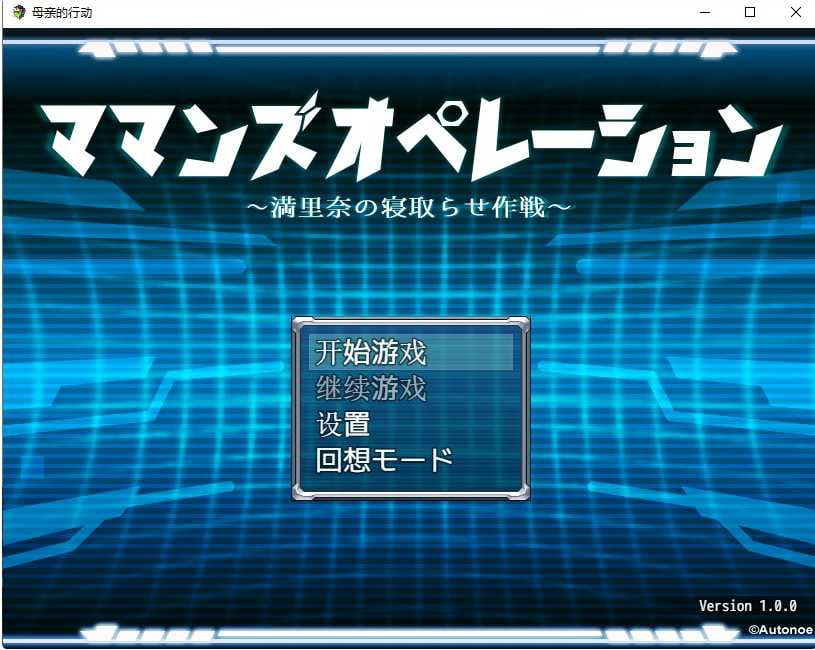 母亲的行动
ママンズオペレーション
～満里奈の寝取らせ作戦～
开始游戏
继续游戏
设置
回想モード
Version 1.0.0
©Autonoe